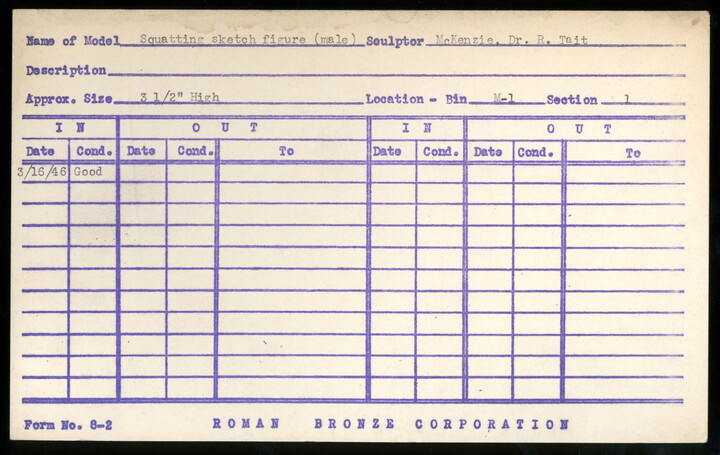 Name of Model Squatting sketch figure (male) Sculptor McKenzie, Dr. R. Tait
Description
Approx. Size 3 1/2" High Location - Bin M-1 Section 1
IN OUT IN OUT
Date Cond. Date Cond. To Date Cond. Date Cond. To
3/16/46 Good
Form No. 8-2 ROMAN BRONZE CORPORATION